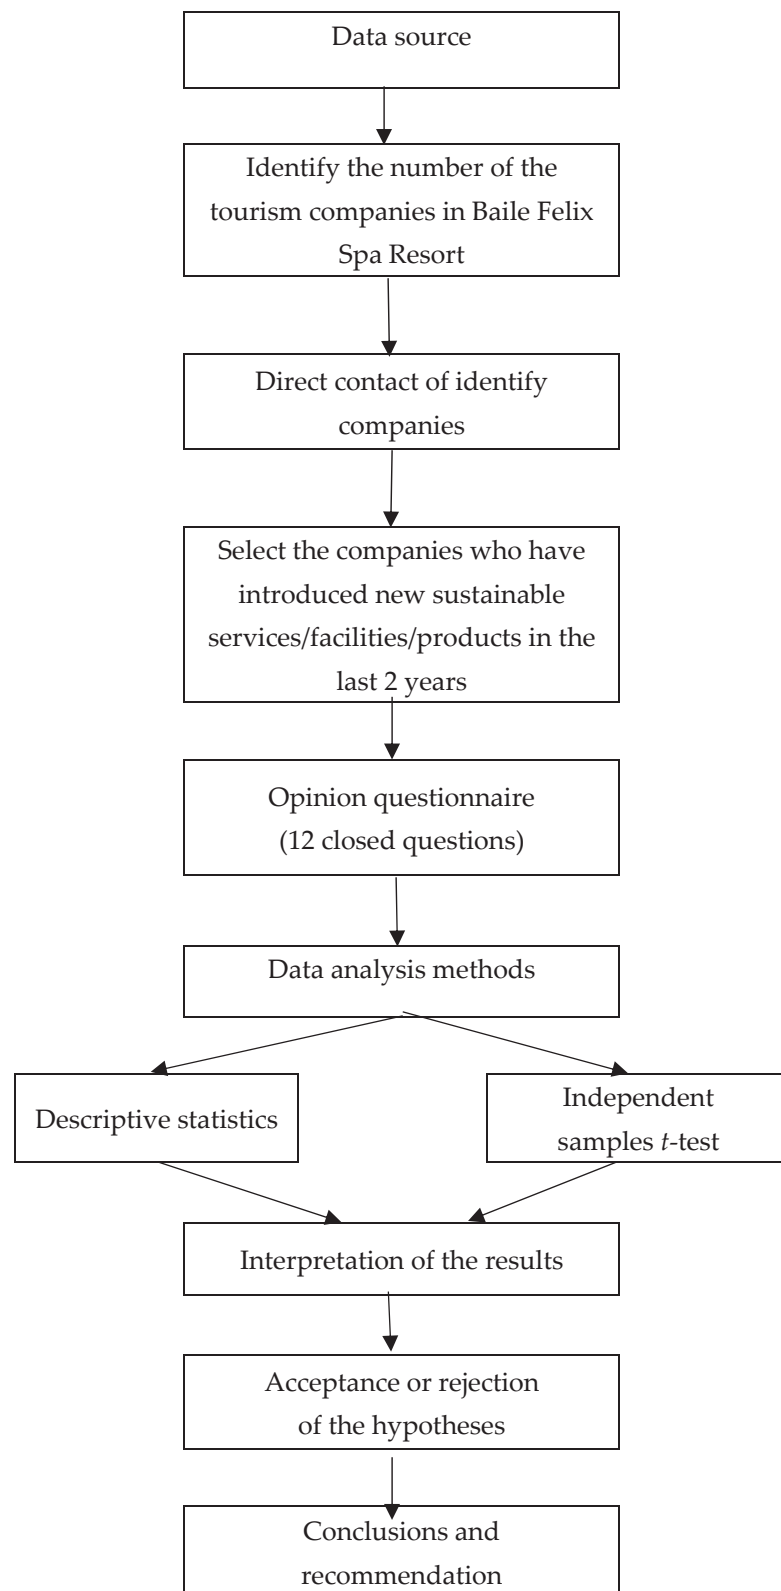 Data source
Identify the number of the
tourism companies in Baile Felix
Spa Resort
Direct contact of identify
companies
Select the companies who have
introduced new sustainable
services/facilities/products in the
last 2 years
Opinion questionnaire
(12 closed questions)
Data analysis methods
Descriptive statistics
Independent
samples t-test
Interpretation of the results
Acceptance or rejection
of the hypotheses
Conclusions and
recommendation